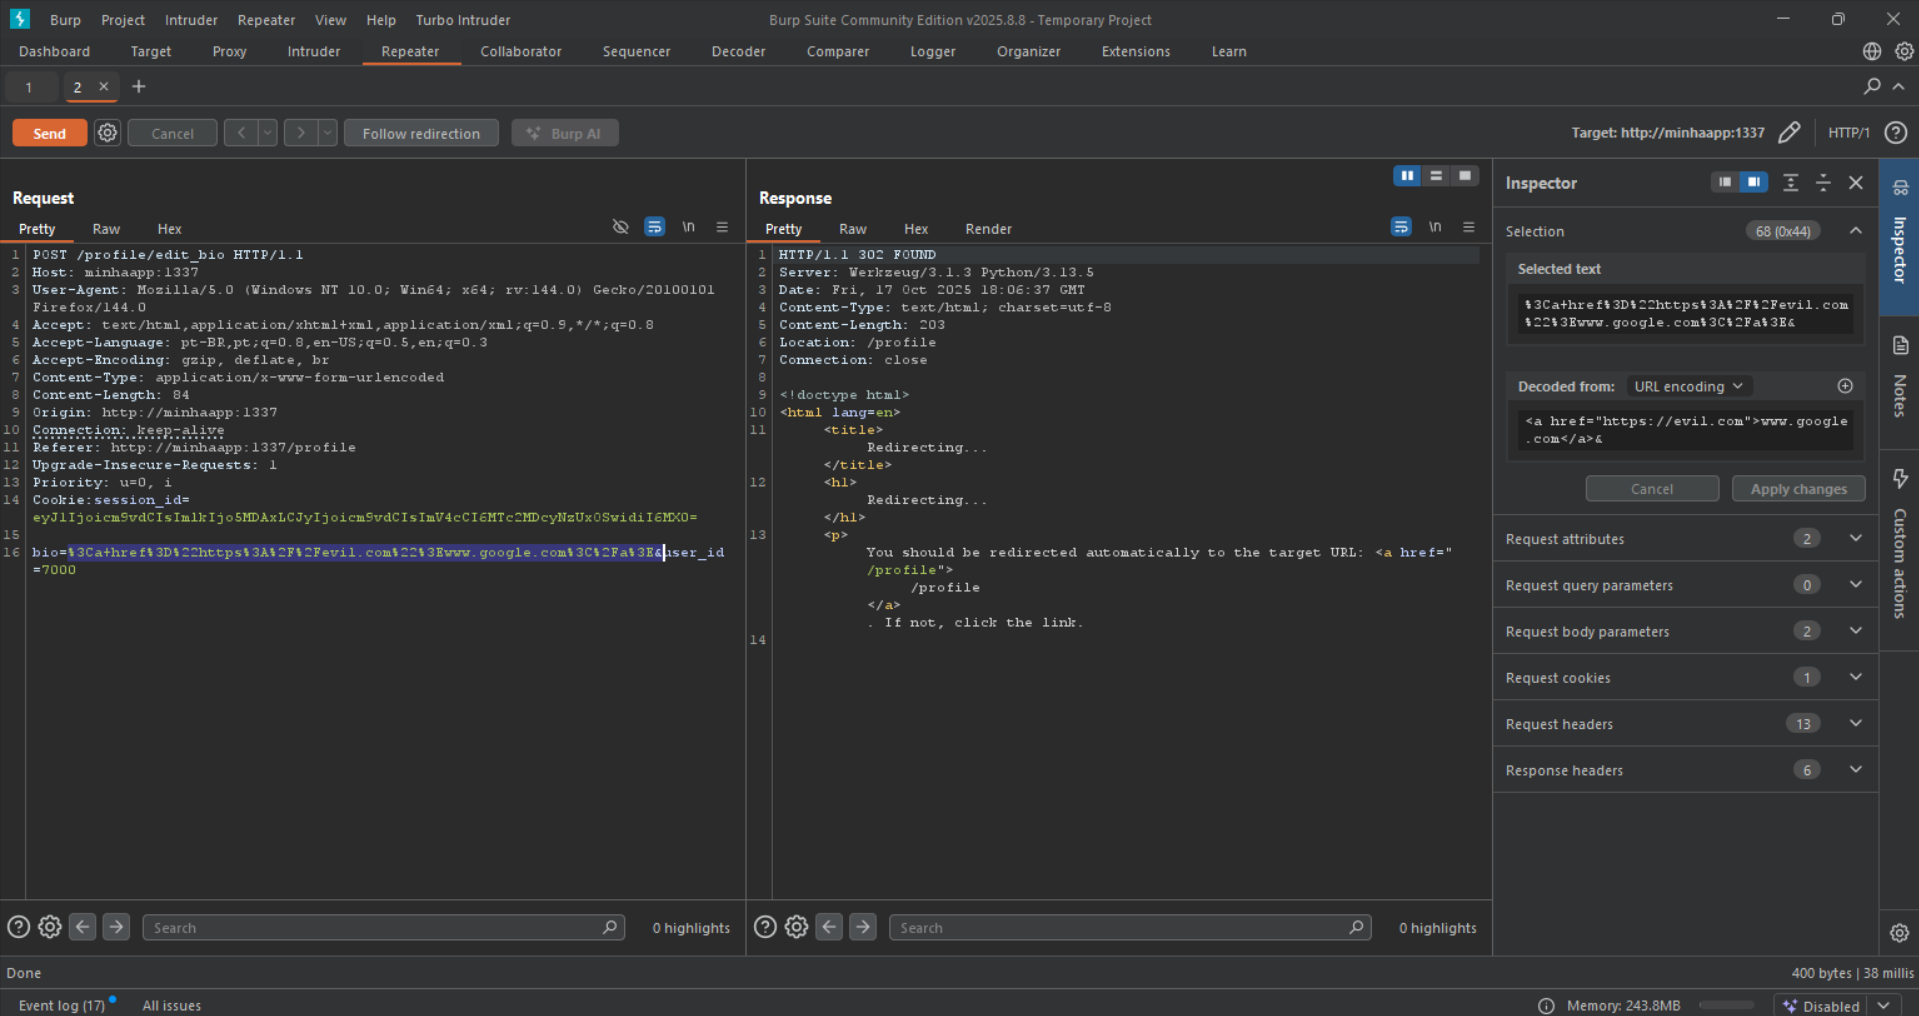 Burp Project Intruder Repeater View Help Turbo Intruder
Burp Suite Community Edition v2025.8.8 - Temporary Project
Dashboard Target Proxy Intruder Repeater Collaborator Sequencer Decoder Comparer Logger Organizer Extensions Learn
1 2 × +
Send Cancel < > Follow redirection Burp AI
Target: http://minhaapp:1337 HTTP/1
Request
Pretty Raw Hex \n
1 POST /profile/edit_bio HTTP/1.1
2 Host: minhaapp:1337
3 User-Agent: Mozilla/5.0 (Windows NT 10.0; Win64; x64; rv:144.0) Gecko/20100101
Firefox/144.0
4 Accept: text/html,application/xhtml+xml,application/xml;q=0.9,*/*;q=0.8
5 Accept-Language: pt-BR,pt;q=0.8,en-US;q=0.5,en;q=0.3
6 Accept-Encoding: gzip, deflate, br
7 Content-Type: application/x-www-form-urlencoded
8 Content-Length: 84
9 Origin: http://minhaapp:1337
10 Connection: keep-alive
11 Referer: http://minhaapp:1337/profile
12 Upgrade-Insecure-Requests: 1
13 Priority: u=0, i
14 Cookie:session_id=
15
16 bio=%3Ca+href%3D%22https%3A%2F%2Fevil.com%22%3Ewww.google.com%3C%2Fa%3E&user_id
=7000
Search
0 highlights
Response
Pretty Raw Hex Render \n
1 HTTP/1.1 302 FOUND
2 Server: Werkzeug/3.1.3 Python/3.13.5
3 Date: Fri, 17 Oct 2025 18:06:37 GMT
4 Content-Type: text/html; charset=utf-8
5 Content-Length: 203
6 Location: /profile
7 Connection: close
8
9 <!doctype html>
10 <html lang=en>
11 <title>
Redirecting...
</title>
12 <h1>
Redirecting...
</h1>
13 <p>
You should be redirected automatically to the target URL: <a href="
/profile">
/profile
</a>
. If not, click the link.
14
Search
0 highlights
Inspector
Selection 68 (0x44)
Selected text
%3Ca+href%3D%22https%3A%2F%2Fevil.com
%22%3Ewww.google.com%3C%2Fa%3E&
Decoded from: URL encoding
<a href="https://evil.com">www.google
.com</a>&
Cancel Apply changes
Request attributes 2
Request query parameters 0
Request body parameters 2
Request cookies 1
Request headers 13
Response headers 6
Inspector
Notes
Custom actions
Done
400 bytes | 38 millis
Event log (17) All issues
Memory: 243.8MB
Disabled